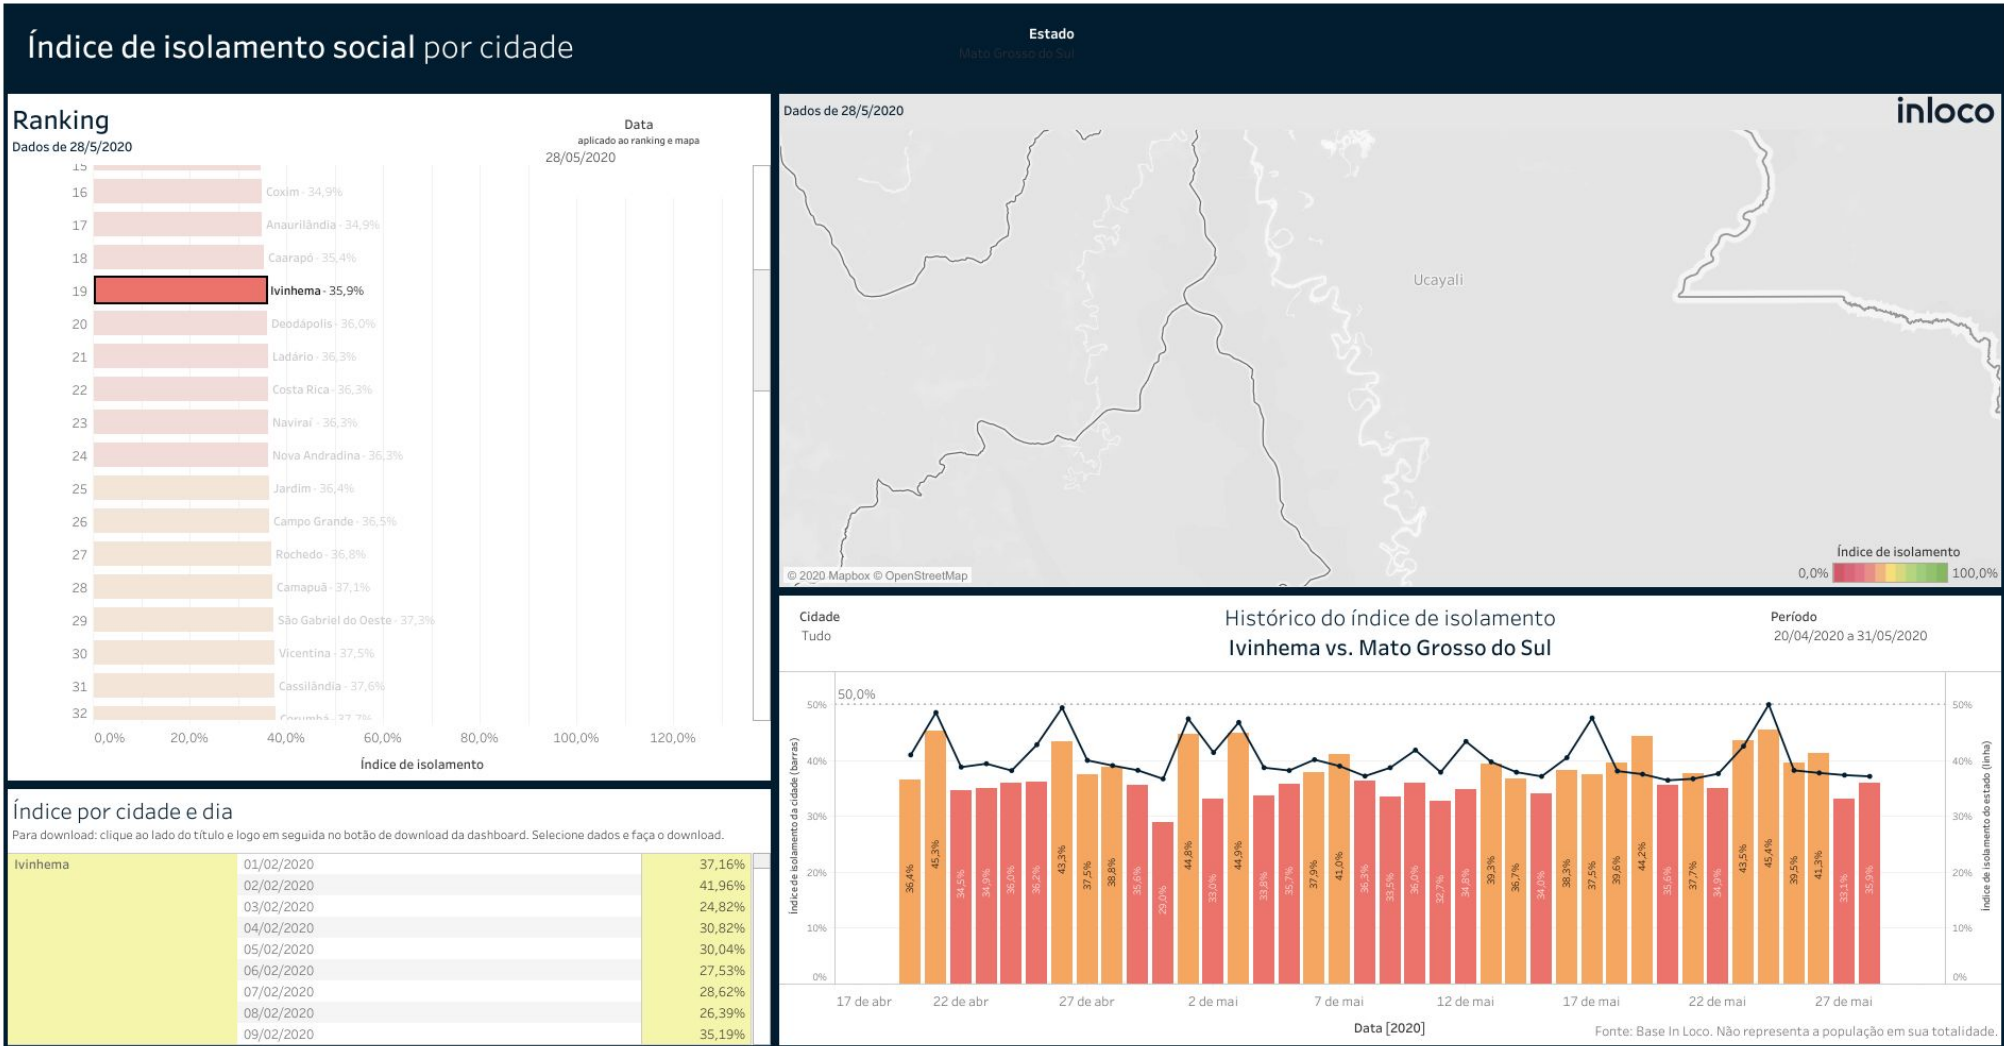 Índice de isolamento social por cidade
Estado
Mato Grosso do Sul
Ranking
Dados de 28/5/2020
Data
aplicado ao ranking e mapa
28/05/2020
15
16 Coxim - 34,9%
17 Anaurilândia - 34,9%
18 Caarapó - 35,4%
19 Ivinhema - 35,9%
20 Deodápolis - 36,0%
21 Ladário - 36,3%
22 Costa Rica - 36,3%
23 Naviraí - 36,3%
24 Nova Andradina - 36,3%
25 Jardim - 36,4%
26 Campo Grande - 36,5%
27 Rochedo - 36,8%
28 Camapuã - 37,1%
29 São Gabriel do Oeste - 37,3%
30 Vicentina - 37,5%
31 Cassilândia - 37,6%
32 Corumbá - 37,7%
0,0% 20,0% 40,0% 60,0% 80,0% 100,0% 120,0%
Índice de isolamento
Índice por cidade e dia
Para download: clique ao lado do título e logo em seguida no botão de download da dashboard. Selecione dados e faça o download.
Ivinhema 01/02/2020 37,16%
02/02/2020 41,96%
03/02/2020 24,82%
04/02/2020 30,82%
05/02/2020 30,04%
06/02/2020 27,53%
07/02/2020 28,62%
08/02/2020 26,39%
09/02/2020 35,19%
Dados de 28/5/2020
inloco
Ucayali
© 2020 Mapbox © OpenStreetMap
Índice de isolamento
0,0% 100,0%
Cidade
Tudo
Histórico do índice de isolamento
Ivinhema vs. Mato Grosso do Sul
Período
20/04/2020 a 31/05/2020
50,0%
Índice de isolamento da cidade (barras)
50%
40%
30%
20%
10%
0%
36,4% 45,3% 34,5% 34,9% 36,0% 36,2% 43,3% 37,5% 38,8% 35,6% 29,0% 44,8% 33,0% 44,9% 33,8% 35,7% 37,9% 41,0% 36,3% 33,5% 36,0% 32,7% 34,8% 39,3% 36,7% 34,0% 38,3% 37,5% 39,6% 44,2% 35,6% 37,7% 34,9% 43,5% 45,4% 39,5% 41,3% 33,1% 35,9%
50%
40%
30%
20%
10%
0%
Índice de isolamento do estado (linha)
17 de abr 22 de abr 27 de abr 2 de mai 7 de mai 12 de mai 17 de mai 22 de mai 27 de mai
Data [2020]
Fonte: Base In Loco. Não representa a população em sua totalidade.